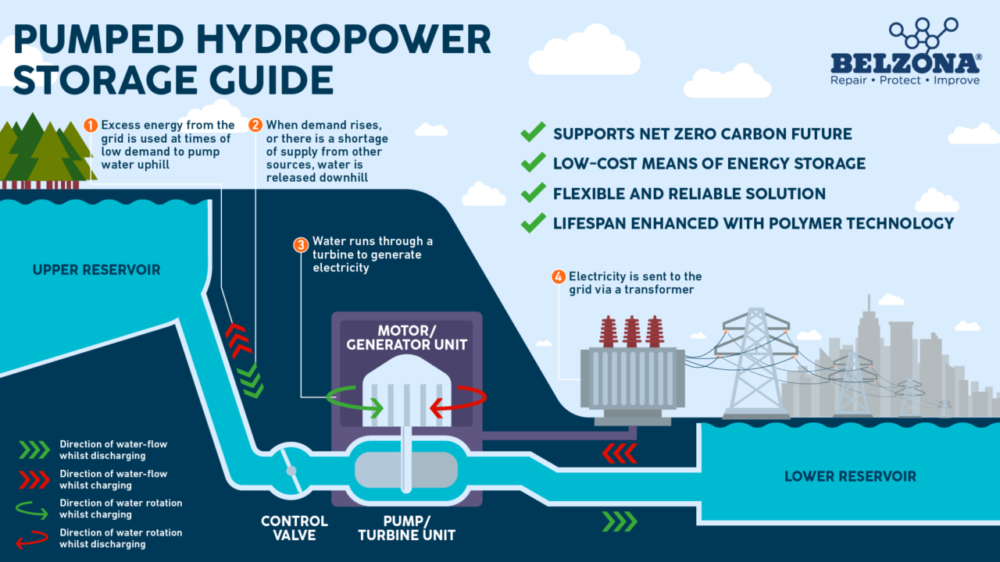 PUMPED HYDROPOWER
STORAGE GUIDE
BELZONA®
Repair • Protect • Improve
1 Excess energy from the
grid is used at times of
low demand to pump
water uphill
2 When demand rises,
or there is a shortage
of supply from other
sources, water is
released downhill
SUPPORTS NET ZERO CARBON FUTURE
LOW-COST MEANS OF ENERGY STORAGE
FLEXIBLE AND RELIABLE SOLUTION
LIFESPAN ENHANCED WITH POLYMER TECHNOLOGY
UPPER RESERVOIR
3 Water runs through a
turbine to generate
electricity
4 Electricity is sent to the
grid via a transformer
MOTOR/
GENERATOR UNIT
Direction of water-flow
whilst discharging
Direction of water-flow
whilst charging
Direction of water rotation
whilst charging
Direction of water rotation
whilst discharging
CONTROL
VALVE
PUMP/
TURBINE UNIT
LOWER RESERVOIR